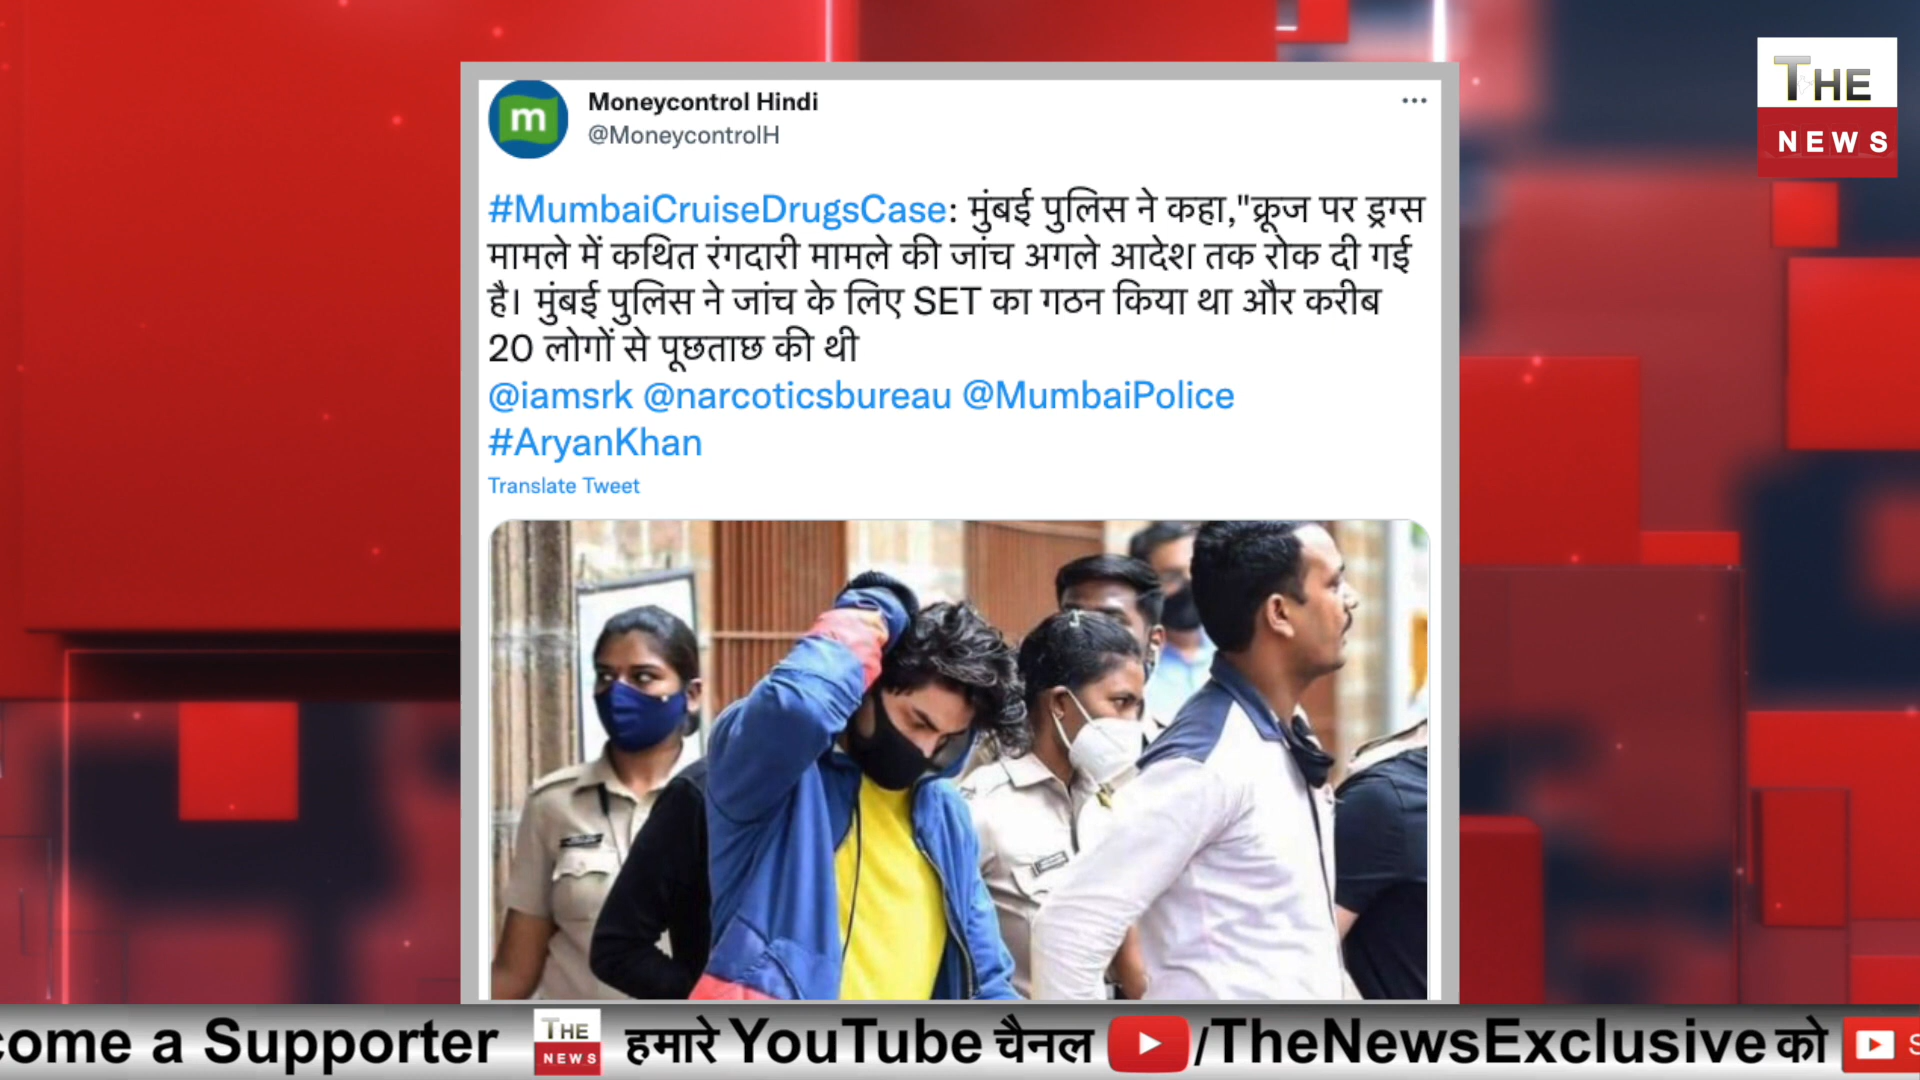 THE
NEWS
m
Moneycontrol Hindi
@MoneycontrolH
#MumbaiCruiseDrugsCase: मुंबई पुलिस ने कहा,"क्रूज पर ड्रग्स
मामले में कथित रंगदारी मामले की जांच अगले आदेश तक रोक दी गई
है। मुंबई पुलिस ने जांच के लिए SET का गठन किया था और करीब
20 लोगों से पूछताछ की थी
@iamsrk @narcoticsbureau @MumbaiPolice
#AryanKhan
Translate Tweet
come a Supporter THE NEWS हमारे YouTube चैनल /TheNewsExclusive को S